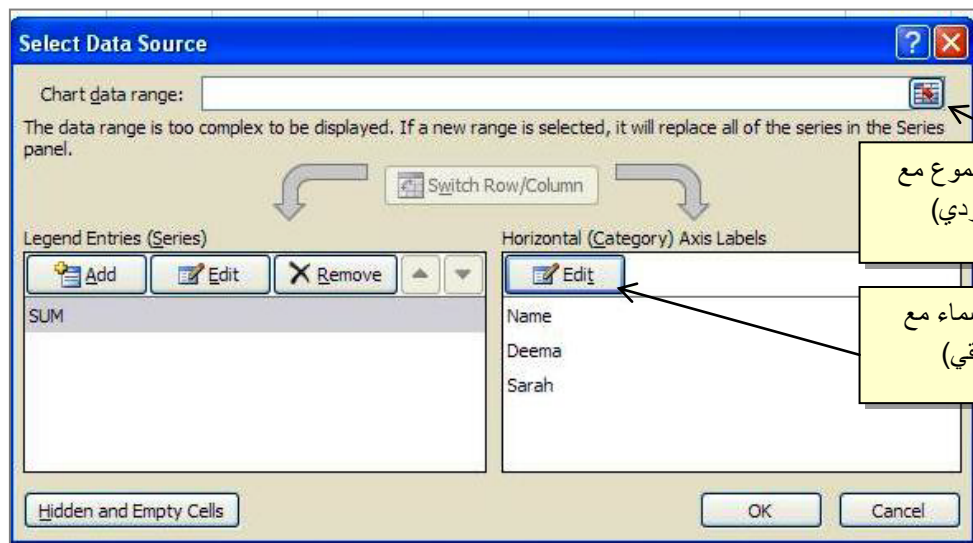 Select Data Source
Chart data range:
The data range is too complex to be displayed. If a new range is selected, it will replace all of the series in the Series
panel.
Switch Row/Column
Legend Entries (Series)
Add Edit Remove
SUM
Horizontal (Category) Axis Labels
Edit
Name
Deema
Sarah
مع
مع
Hidden and Empty Cells
OK Cancel